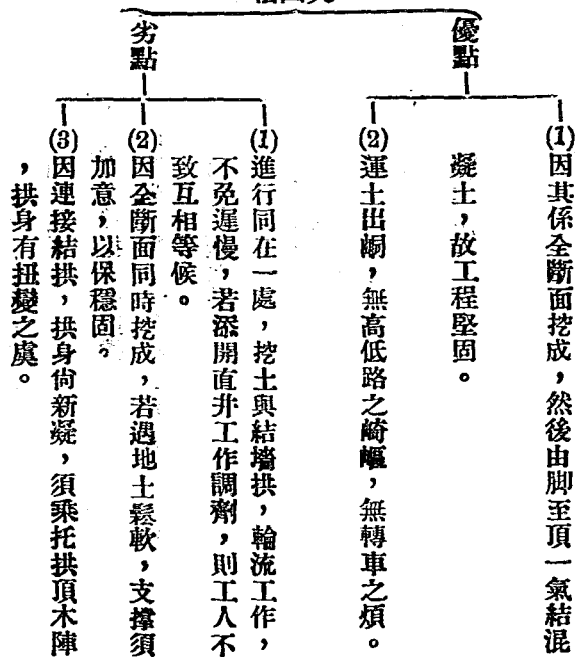 優點
(1)因其係全斷面挖成，然後由脚至頂一氣結混
凝土，故工程堅固。
(2)運土出峒，無高低路之崎嶇，無轉車之煩。
劣點
(1)進行同在一處，挖土與結墻拱，輪流工作，
不免遲慢，若添開直井工作調劑，則工人不
致互相等候。
(2)因全斷面同時挖成，若遇地土鬆軟，支撐須
加意，以保穩固。
(3)因連接結拱，拱身尙新凝，須乘托拱頂木陣
，拱身有扭變之虞。